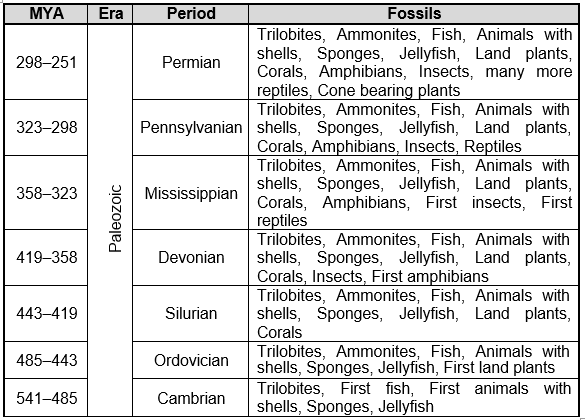 MYA Era Period Fossils
298–251 Permian Trilobites, Ammonites, Fish, Animals with
shells, Sponges, Jellyfish, Land plants,
Corals, Amphibians, Insects, many more
reptiles, Cone bearing plants
323–298 Pennsylvanian Trilobites, Ammonites, Fish, Animals with
shells, Sponges, Jellyfish, Land plants,
Corals, Amphibians, Insects, Reptiles
358–323 Mississippian Trilobites, Ammonites, Fish, Animals with
shells, Sponges, Jellyfish, Land plants,
Corals, Amphibians, First insects, First
reptiles
Paleozoic
419–358 Devonian Trilobites, Ammonites, Fish, Animals with
shells, Sponges, Jellyfish, Land plants,
Corals, Insects, First amphibians
443–419 Silurian Trilobites, Ammonites, Fish, Animals with
shells, Sponges, Jellyfish, Land plants,
Corals
485–443 Ordovician Trilobites, Ammonites, Fish, Animals with
shells, Sponges, Jellyfish, First land plants
541–485 Cambrian Trilobites, First fish, First animals with
shells, Sponges, Jellyfish